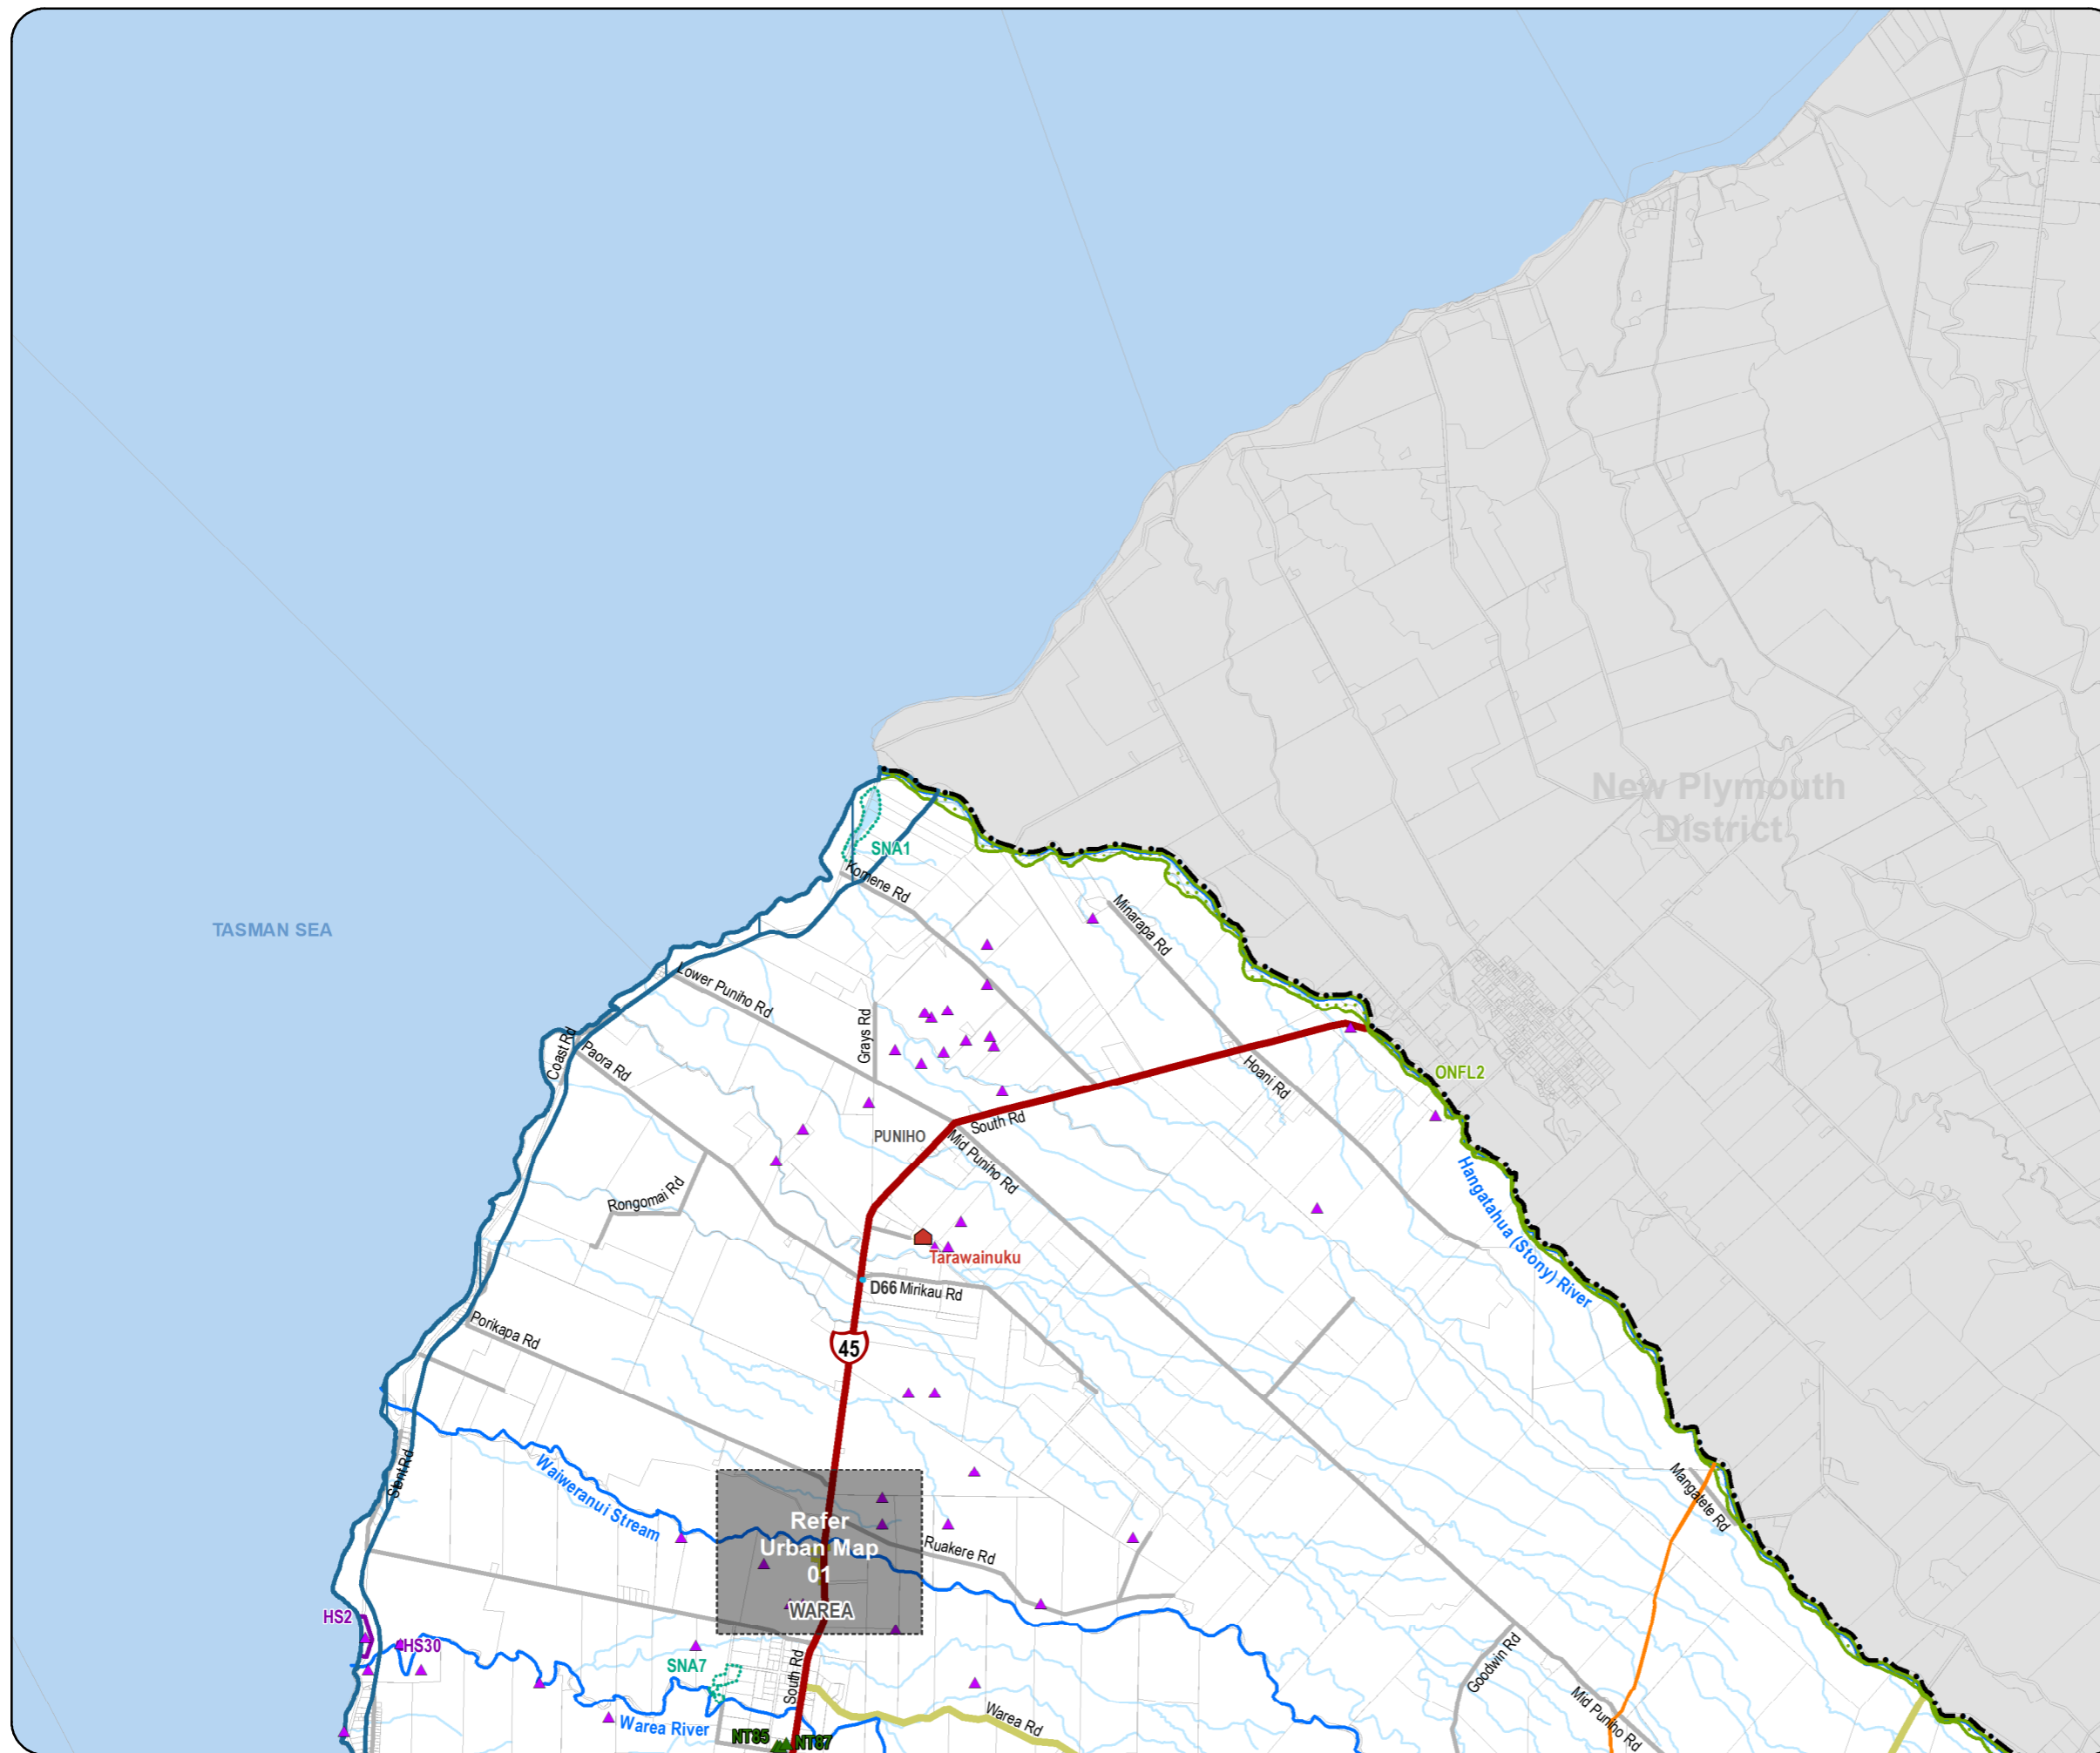 New Plymouth
District
SNA1
Komene Rd
TASMAN SEA
Minarapa Rd
Lower Puniho Rd
Grays Rd
Coast Rd
Paora Rd
Hoani Rd
ONFL2
South Rd
PUNIHO
Mid Puniho Rd
Hangatahua (Stony) River
Rongomai Rd
Tarawainuku
D66 Mirikau Rd
Porikapa Rd
45
Waiweranui Stream
Mangatete Rd
Refer
Urban Map
01
WAREA
Ruakere Rd
HS2
HS30
SNA7
South Rd
Goodwin Rd
Mid Puniho Rd
Warea River
Warea Rd
NT85
NT87